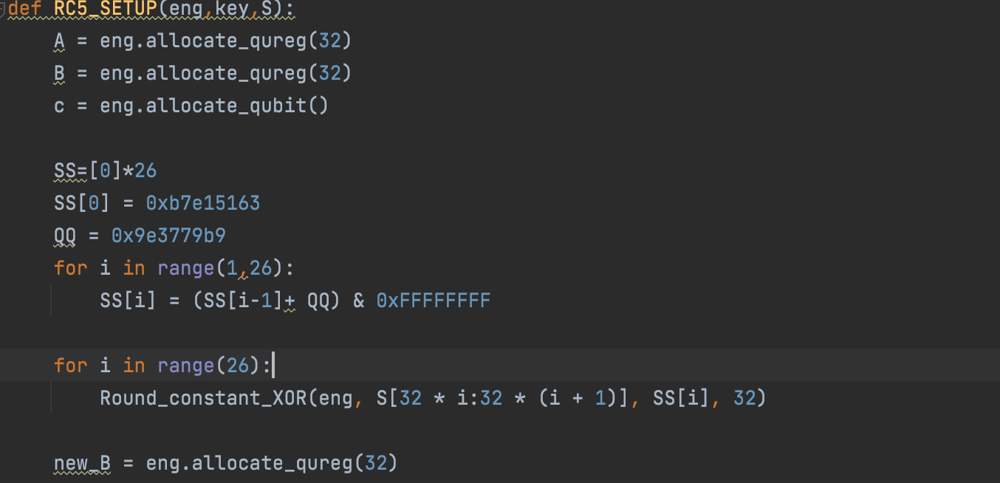 def RC5_SETUP(eng,key,S):
    A = eng.allocate_qureg(32)
    B = eng.allocate_qureg(32)
    c = eng.allocate_qubit()
    SS=[0]*26
    SS[0] = 0xb7e15163
    QQ = 0x9e3779b9
    for i in range(1,26):
        SS[i] = (SS[i-1]+ QQ) & 0xFFFFFFFF
    for i in range(26):
        Round_constant_XOR(eng, S[32 * i:32 * (i + 1)], SS[i], 32)
    new_B = eng.allocate_qureg(32)